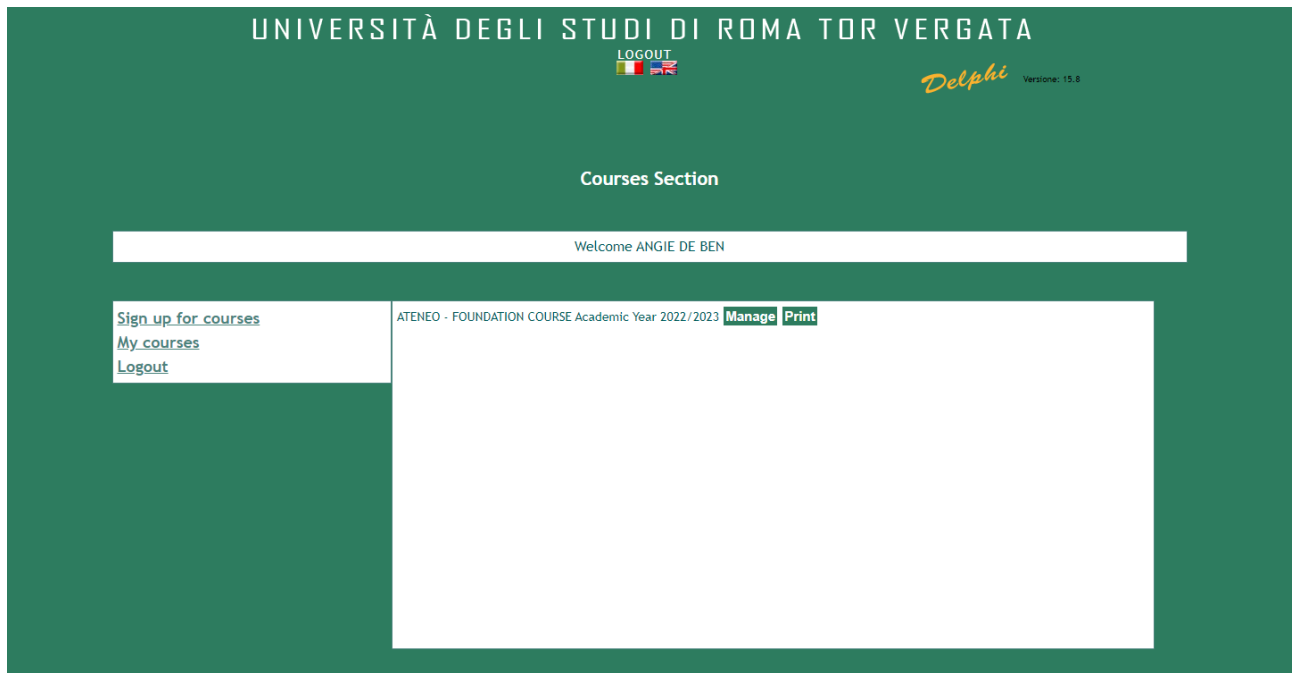 UNIVERSITÀ DEGLI STUDI DI ROMA TOR VERGATA
LOGOUT
Delphi Versione: 15.8
Courses Section
Welcome ANGIE DE BEN
Sign up for courses
My courses
Logout
ATENEO - FOUNDATION COURSE Academic Year 2022/2023 Manage Print